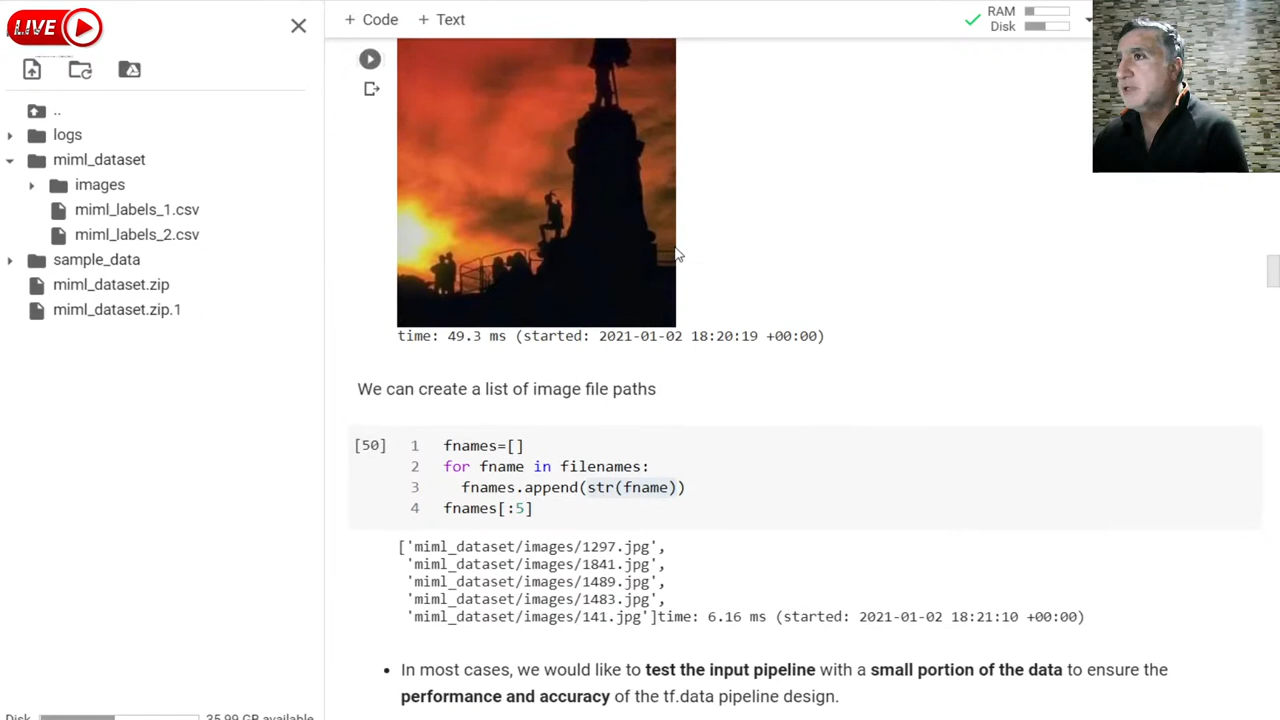 LIVE
+ Code + Text
RAM
Disk
..
logs
miml_dataset
images
miml_labels_1.csv
miml_labels_2.csv
sample_data
miml_dataset.zip
miml_dataset.zip.1
time: 49.3 ms (started: 2021-01-02 18:20:19 +00:00)
We can create a list of image file paths
[50]
1 fnames=[]
2 for fname in filenames:
3 fnames.append(str(fname))
4 fnames[:5]
['miml_dataset/images/1297.jpg',
'miml_dataset/images/1841.jpg',
'miml_dataset/images/1489.jpg',
'miml_dataset/images/1483.jpg',
'miml_dataset/images/141.jpg']time: 6.16 ms (started: 2021-01-02 18:21:10 +00:00)
• In most cases, we would like to test the input pipeline with a small portion of the data to ensure the
performance and accuracy of the tf.data pipeline design.
Disk 35.99 GB available